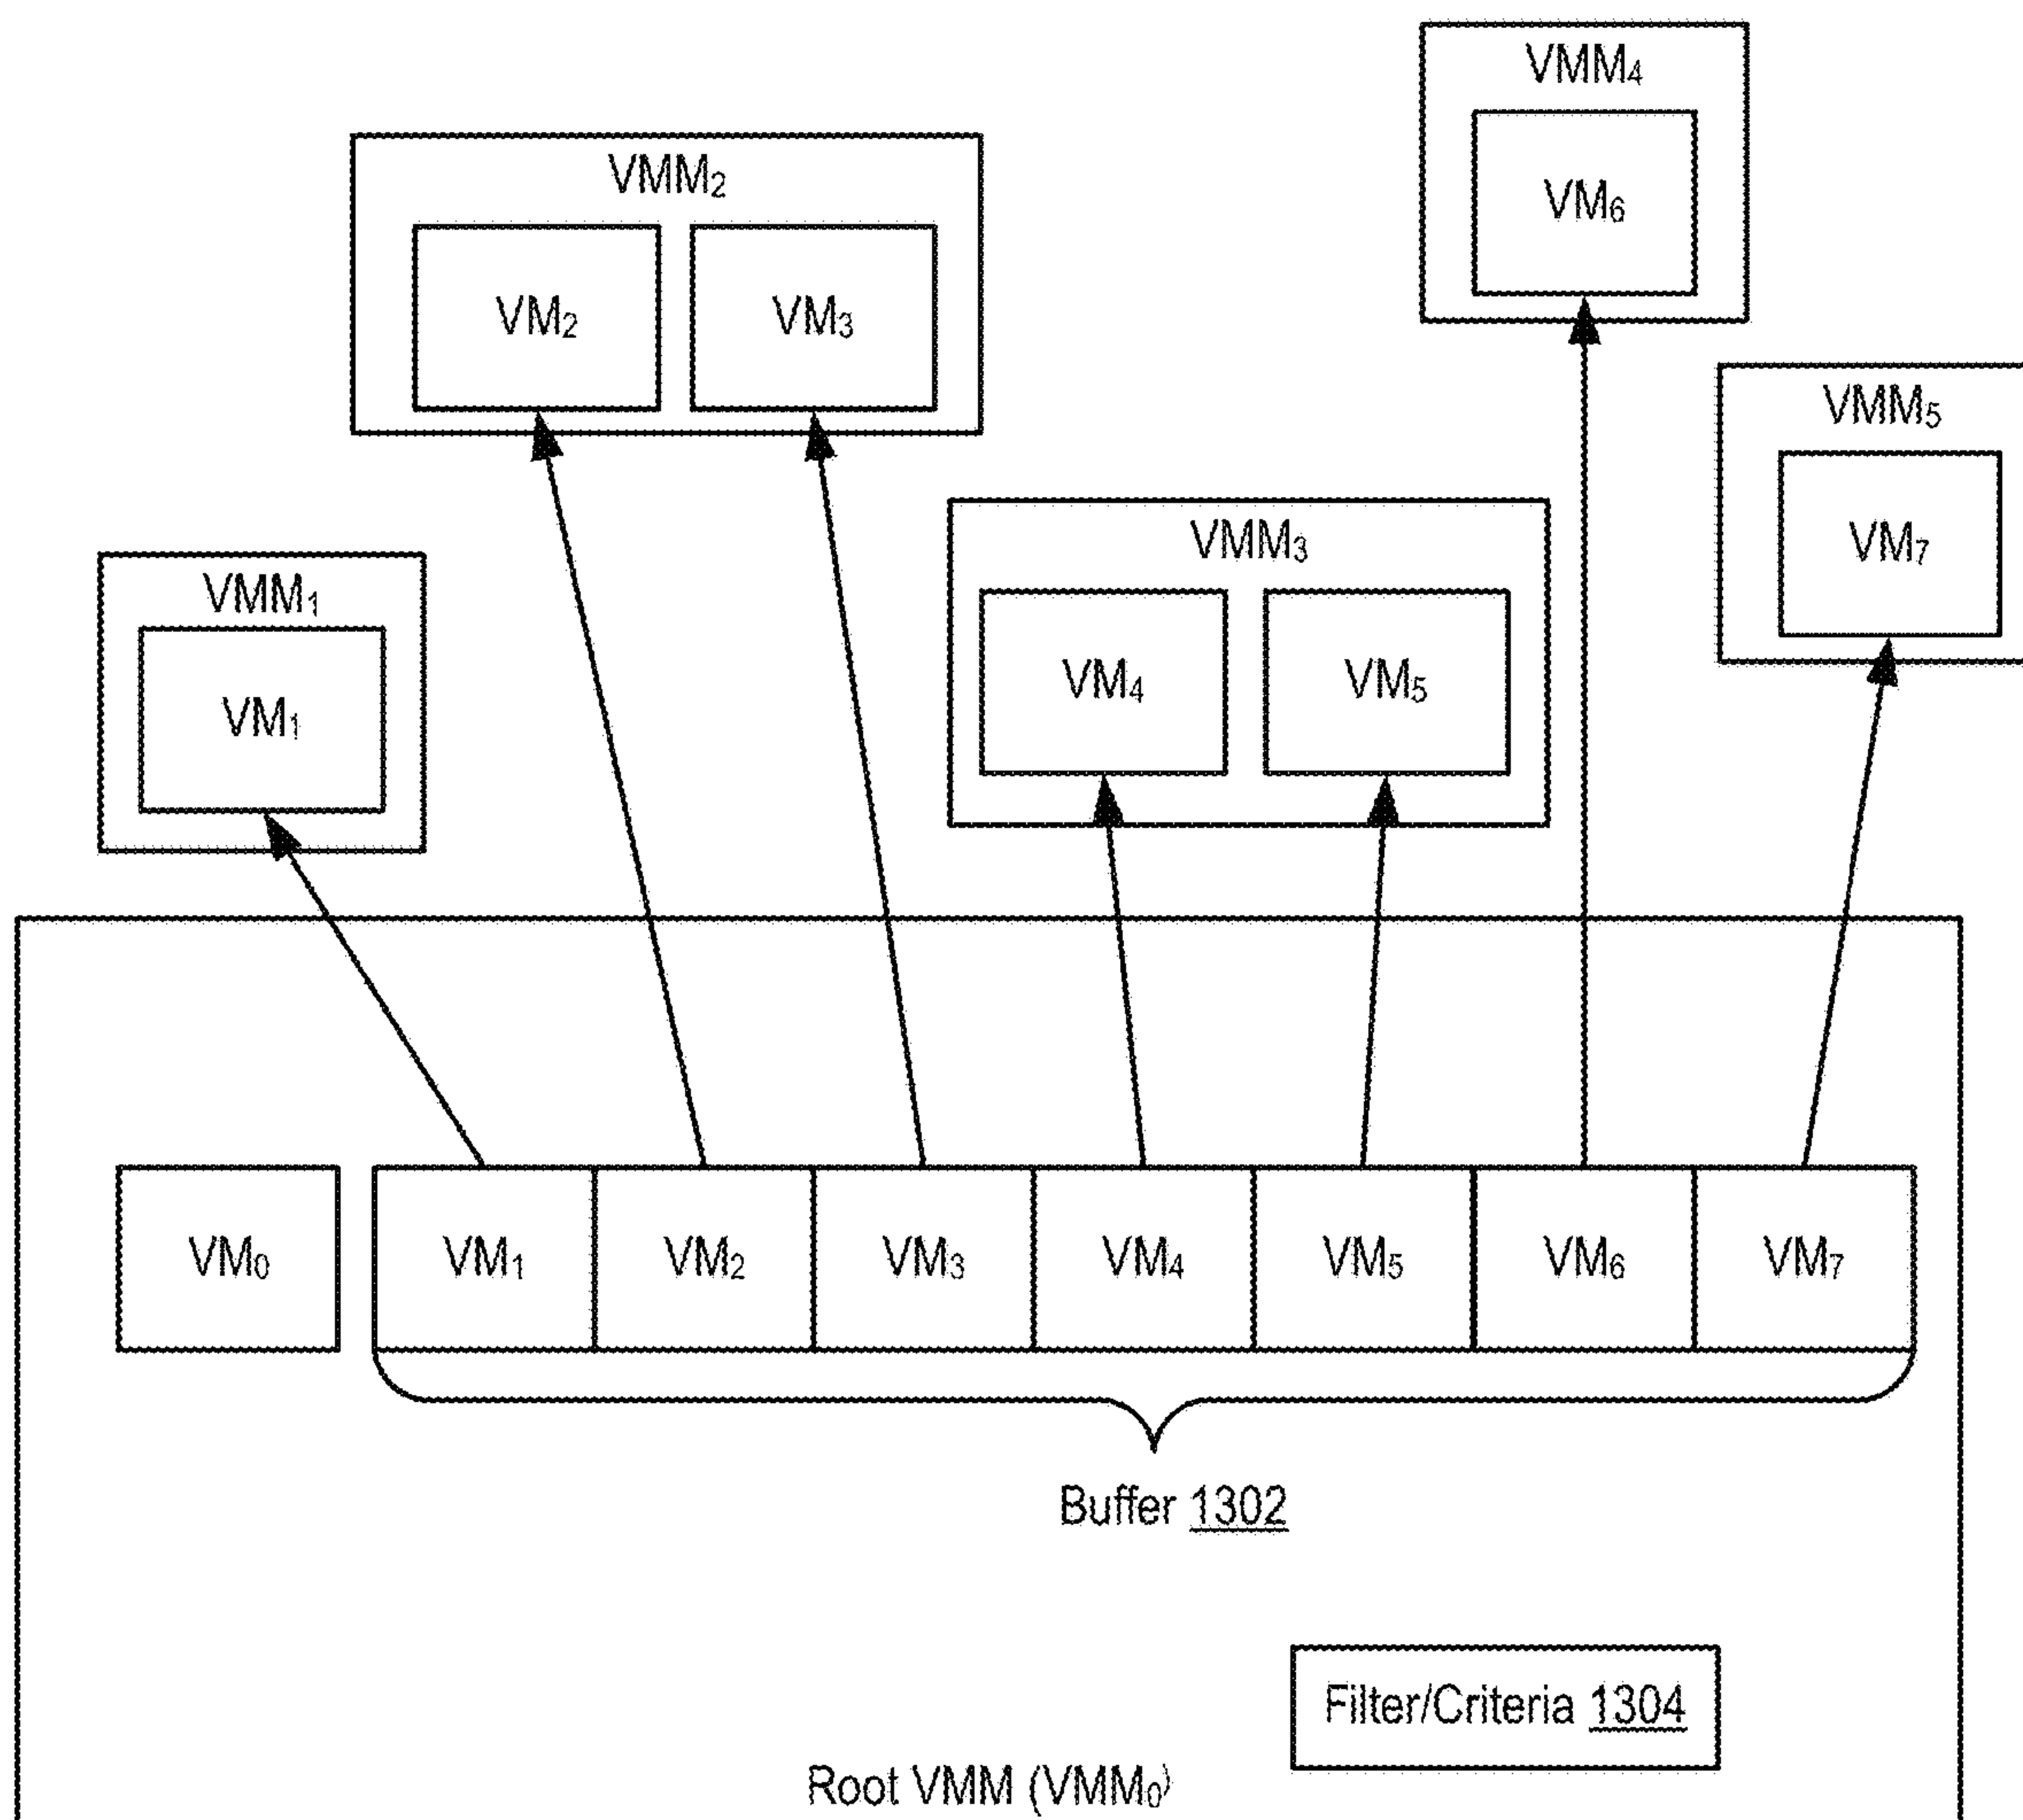 VMM₄
VM₆
VMM₂
VM₂ VM₃
VMM₅
VM₇
VMM₃
VM₄ VM₅
VMM₁
VM₁
VM₀ VM₁ VM₂ VM₃ VM₄ VM₅ VM₆ VM₇
Buffer 1302
Filter/Criteria 1304
Root VMM (VMM₀)